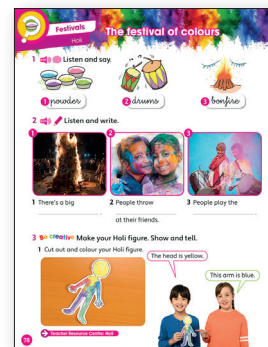 Festivals
Holi
The festival of colours
1 Listen and say.
1 powder
2 drums
3 bonfire
2 Listen and write.
1
2
3
1 There's a big
2 People throw
at their friends.
3 People play the
3 Be creative Make your Holi figure. Show and tell.
1 Cut out and colour your Holi figure.
The head is yellow.
This arm is blue.
Teacher Resource Centre: Holi
78